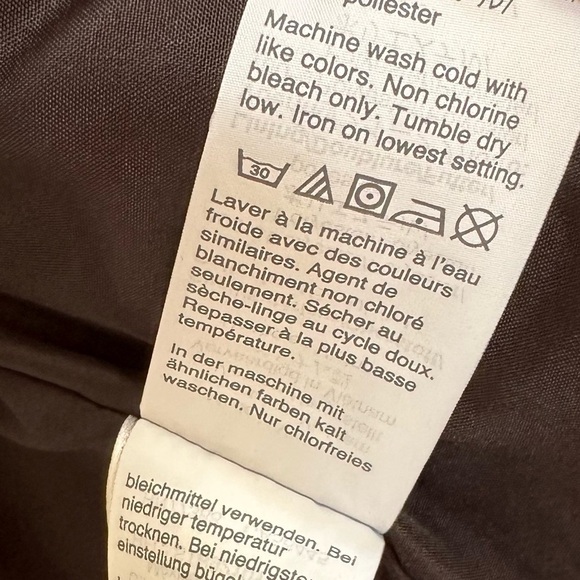 polyester
Machine wash cold with
like colors. Non chlorine
bleach only. Tumble dry
low. Iron on lowest setting.
30
Laver à la machine à l'eau
froide avec des couleurs
similaires. Agent de
blanchiment non chloré
seulement. Sécher au
sèche-linge au cycle doux.
Repasser à la plus basse
température.
In der maschine mit
ähnlichen farben kalt
waschen. Nur chlorfreies
bleichmittel verwenden. Bei
niedriger temperatur
trocknen. Bei niedrigster
einstellung